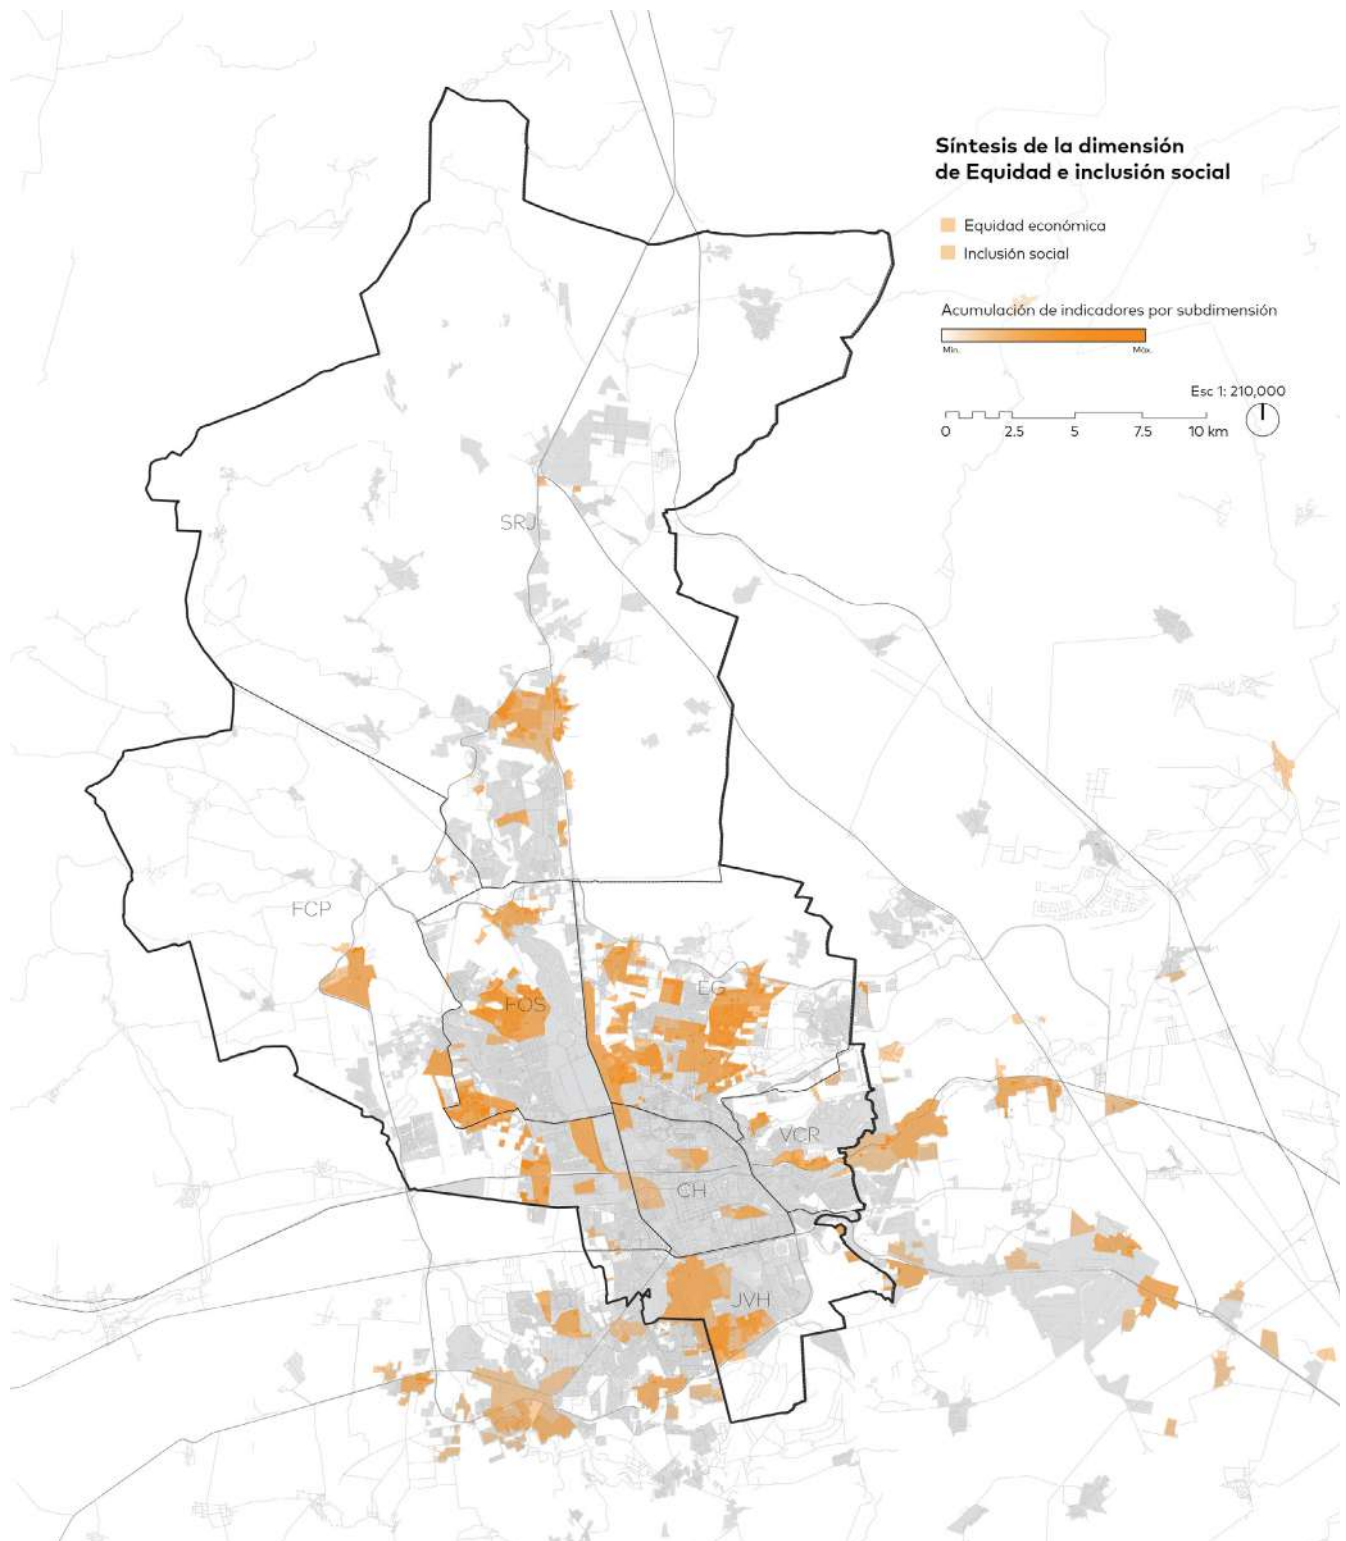 Síntesis de la dimensión
de Equidad e inclusión social
Equidad económica
Inclusión social
Acumulación de indicadores por subdimensión
Mín.
Máx.
Esc 1: 210,000
0 2.5 5 7.5 10 km
SRJ
FCP
FOS
EG
VCR
CH
JVH